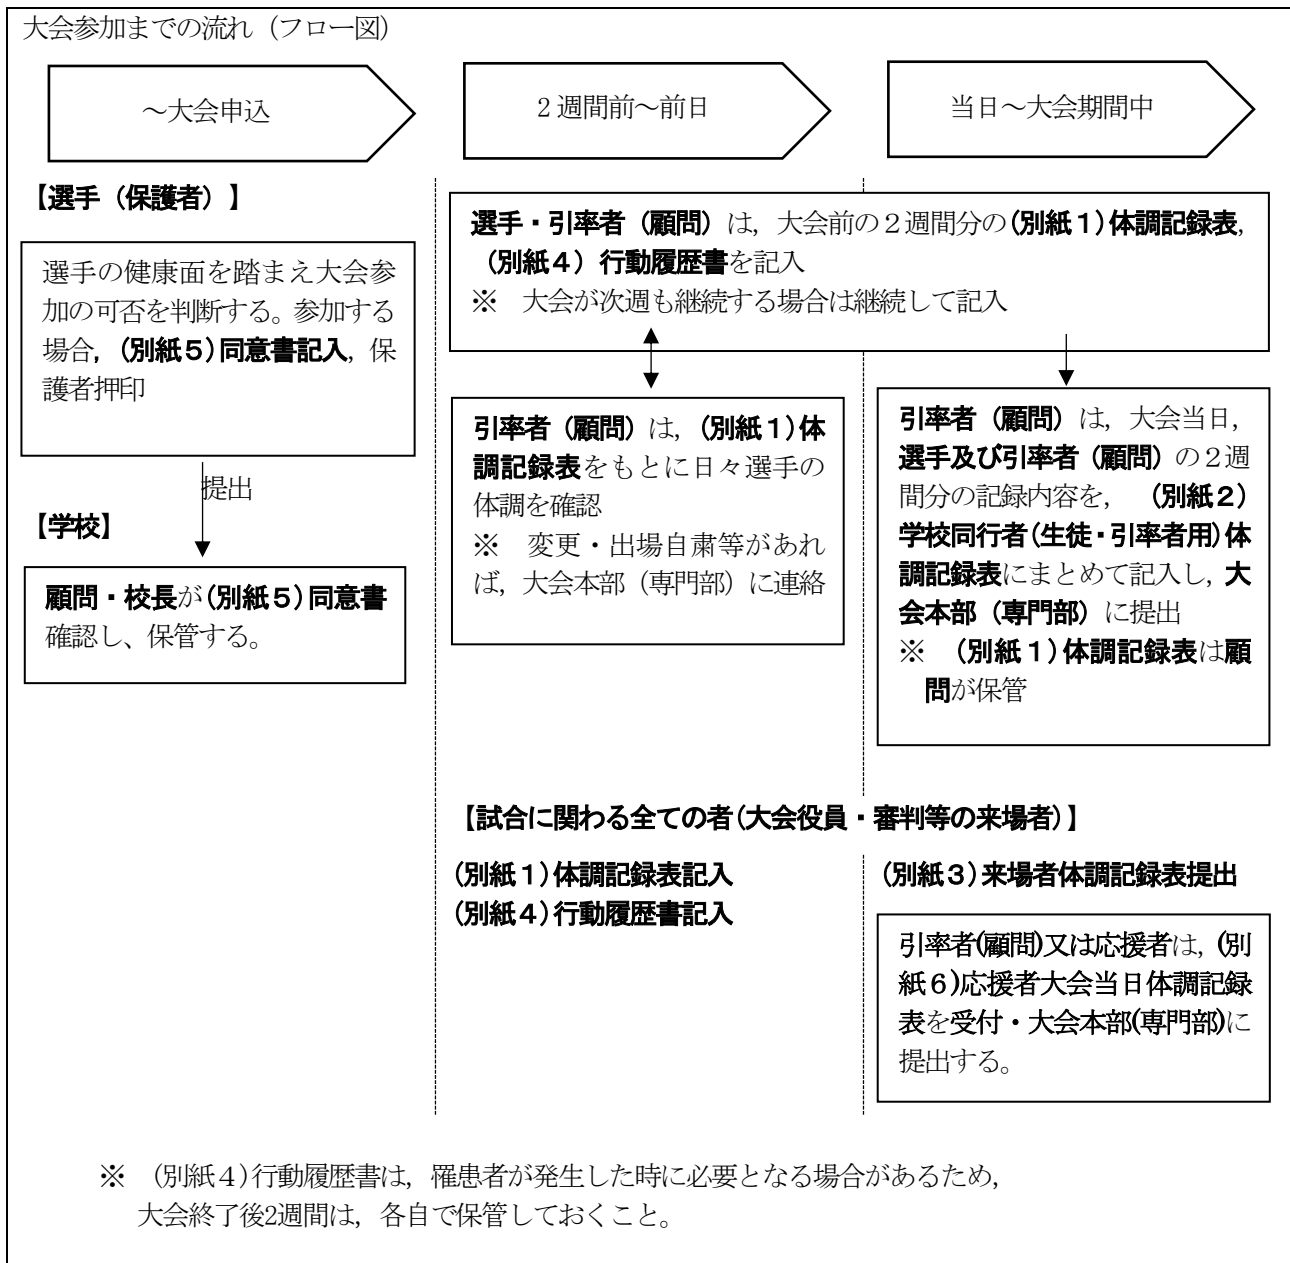 大会参加までの流れ（フロー図）
～大会申込
２週間前～前日
当日～大会期間中
【選手（保護者）】
選手の健康面を踏まえ大会参
加の可否を判断する。参加する
場合，(別紙５)同意書記入，保
護者押印
提出
【学校】
顧問・校長が(別紙５)同意書
確認し、保管する。
選手・引率者（顧問）は，大会前の２週間分の(別紙１)体調記録表，
（別紙４）行動履歴書を記入
※　大会が次週も継続する場合は継続して記入
引率者（顧問）は，(別紙１)体
調記録表をもとに日々選手の
体調を確認
※　変更・出場自粛等があれ
ば，大会本部（専門部）に連絡
引率者（顧問）は，大会当日，
選手及び引率者（顧問）の２週
間分の記録内容を，（別紙２）
学校同行者(生徒・引率者用)体
調記録表にまとめて記入し，大
会本部（専門部）に提出
※　（別紙１)体調記録表は顧
問が保管
【試合に関わる全ての者(大会役員・審判等の来場者)】
(別紙１)体調記録表記入
(別紙４)行動履歴書記入
(別紙３)来場者体調記録表提出
引率者(顧問)又は応援者は，(別
紙６)応援者大会当日体調記録
表を受付・大会本部(専門部)に
提出する。
※　(別紙４)行動履歴書は，罹患者が発生した時に必要となる場合があるため，
大会終了後2週間は，各自で保管しておくこと。